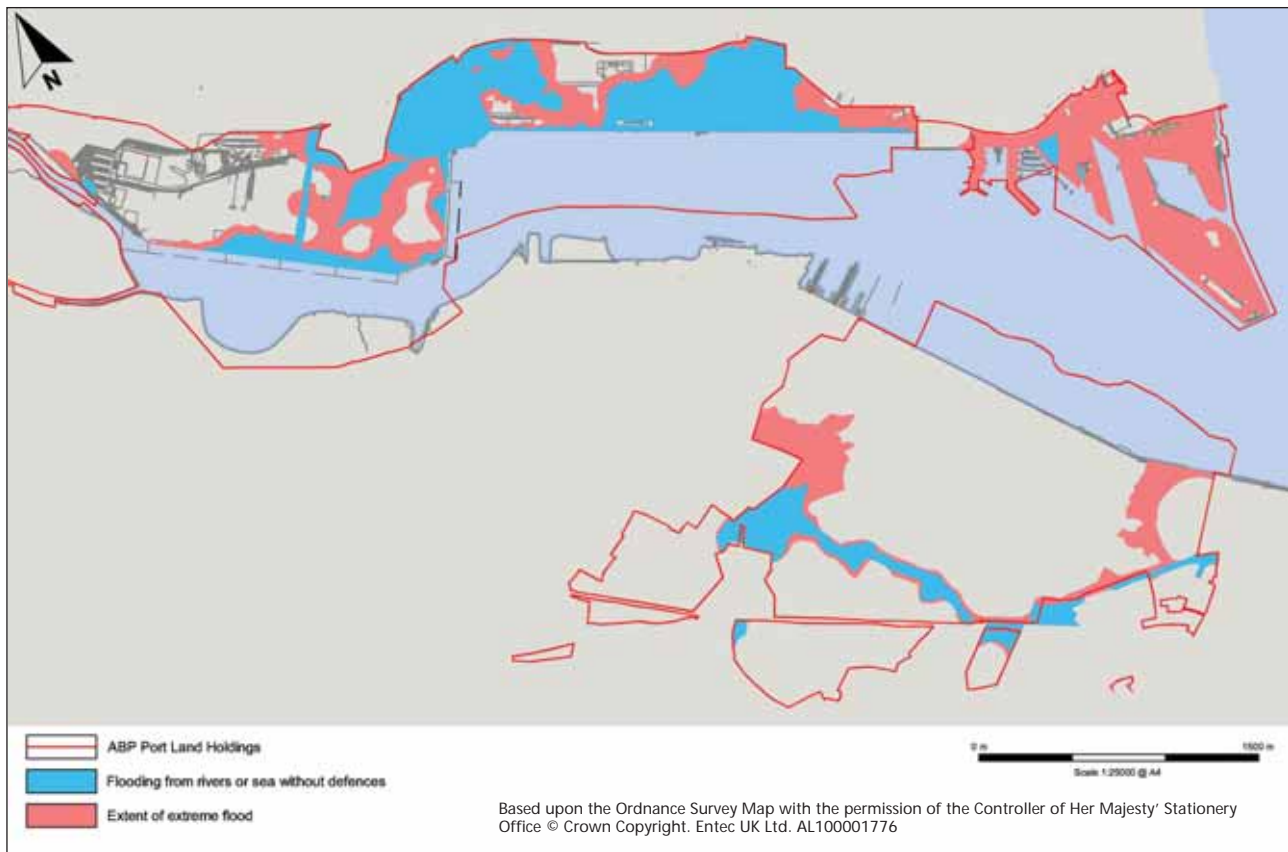 N
ABP Port Land Holdings
Flooding from rivers or sea without defences
Extent of extreme flood
0 m 1500 m
Scale 1:25000 @ A4
Based upon the Ordnance Survey Map with the permission of the Controller of Her Majesty' Stationery
Office © Crown Copyright. Entec UK Ltd. AL100001776